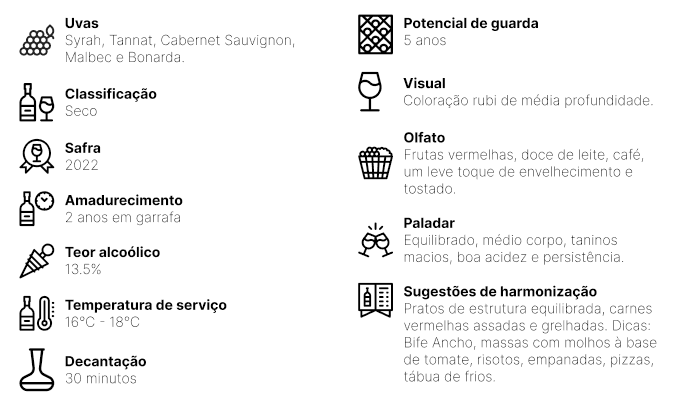 Uvas
Syrah, Tannat, Cabernet Sauvignon,
Malbec e Bonarda.
Classificação
Seco
Safra
2022
Amadurecimento
2 anos em garrafa
Teor alcoólico
13.5%
Temperatura de serviço
16°C - 18°C
Decantação
30 minutos
Potencial de guarda
5 anos
Visual
Coloração rubi de média profundidade.
Olfato
Frutas vermelhas, doce de leite, café,
um leve toque de envelhecimento e
tostado.
Paladar
Equilibrado, médio corpo, taninos
macios, boa acidez e persistência.
Sugestões de harmonização
Pratos de estrutura equilibrada, carnes
vermelhas assadas e grelhadas. Dicas:
Bife Ancho, massas com molhos à base
de tomate, risotos, empanadas, pizzas,
tábua de frios.